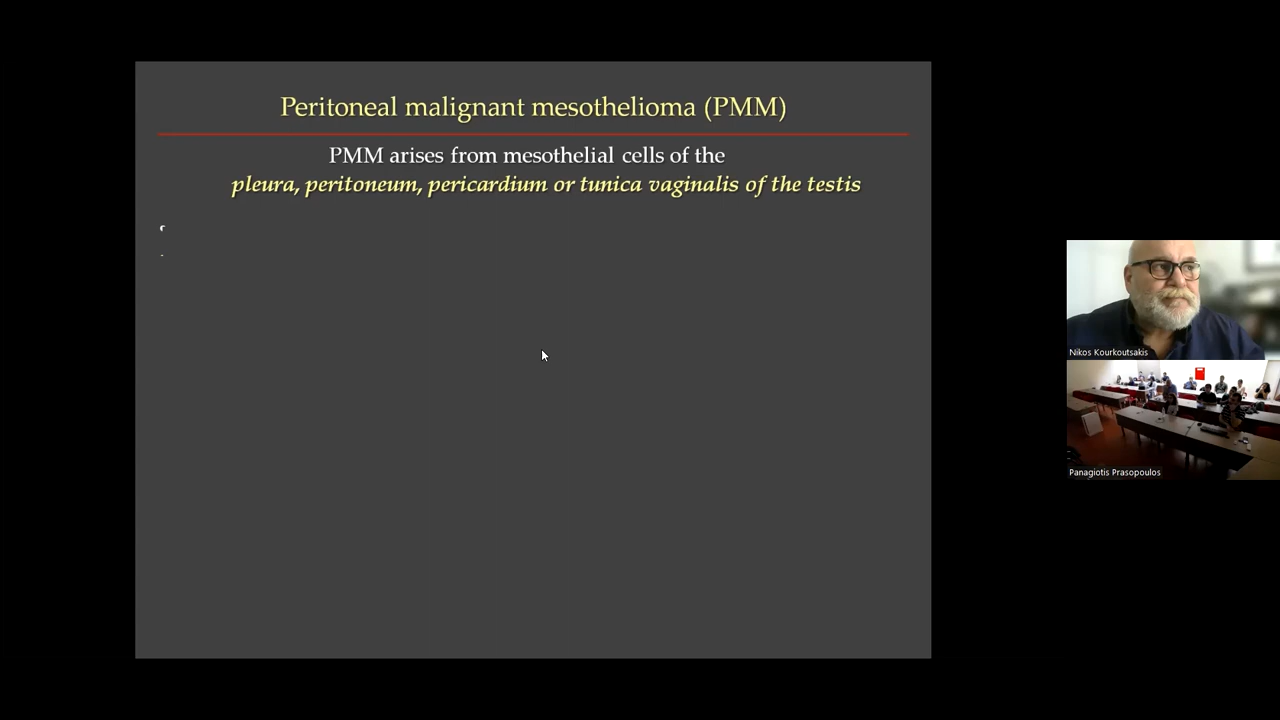 Peritoneal malignant mesothelioma (PMM)
PMM arises from mesothelial cells of the
pleura, peritoneum, pericardium or tunica vaginalis of the testis
Nikos Kourkoutsakis
Panagiotis Prasopoulos